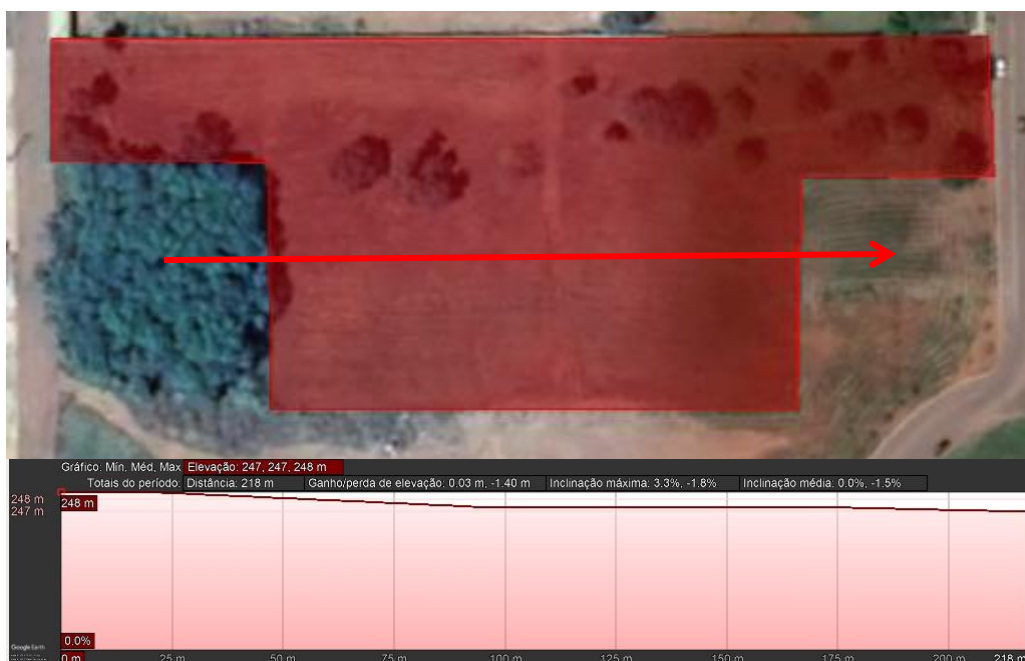 Gráfico: Mín, Méd, Max Elevação: 247, 247, 248 m
Totais do período: Distância: 218 m Ganho/perda de elevação: 0.03 m, -1.40 m Inclinação máxima: 3.3%, -1.8% Inclinação média: 0.0%, -1.5%
248 m
247 m
248 m
0.0%
Google Earth
0 m 25 m 50 m 75 m 100 m 125 m 150 m 175 m 200 m 218 m